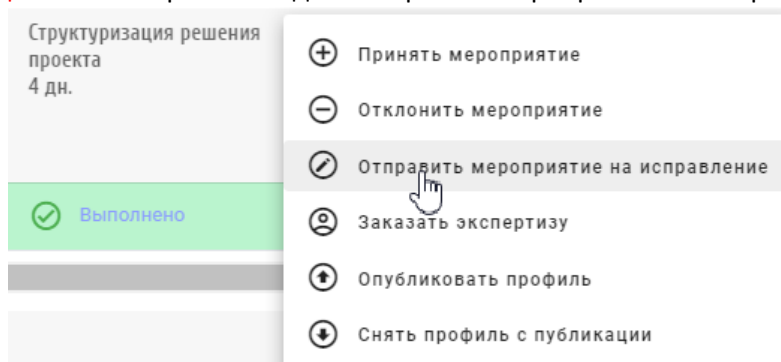 Структуризация решения
проекта
4 дн.
Выполнено
Принять мероприятие
Отклонить мероприятие
Отправить мероприятие на исправление
Заказать экспертизу
Опубликовать профиль
Снять профиль с публикации